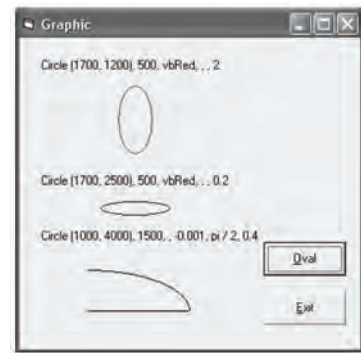 Graphic
Circle (1700, 1200), 500, vbRed, , , 2
Circle (1700, 2500), 500, vbRed, , , 0.2
Circle (1000, 4000), 1500, , -0.001, pi / 2, 0.4
Oval
Exit